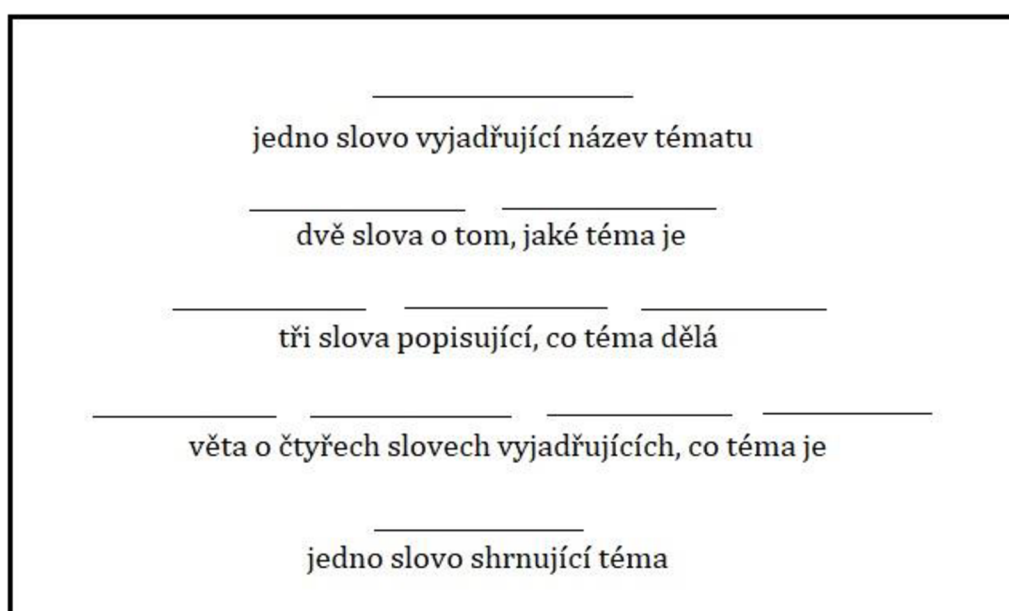 jedno slovo vyjadřující název tématu
dvě slova o tom, jaké téma je
tři slova popisující, co téma dělá
věta o čtyřech slovech vyjadřujících, co téma je
jedno slovo shrnující téma